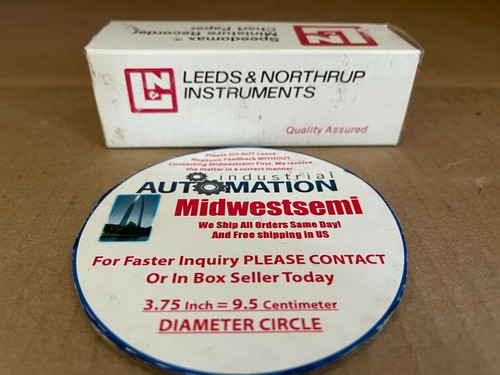 Speedomax ®
Miniature Recorder
Chart Paper
L&N
L&N
LEEDS & NORTHRUP
INSTRUMENTS
Quality Assured
Please DO NOT Leave
Negative Feedback WITHOUT
Contacting Midwestsemi First. We resolve
the matter in a correct manner.
industrial
AUTOMATION
Midwestsemi
We Ship All Orders Same Day!
And Free shipping in US
For Faster Inquiry PLEASE CONTACT
Or In Box Seller Today
3.75 Inch = 9.5 Centimeter
DIAMETER CIRCLE